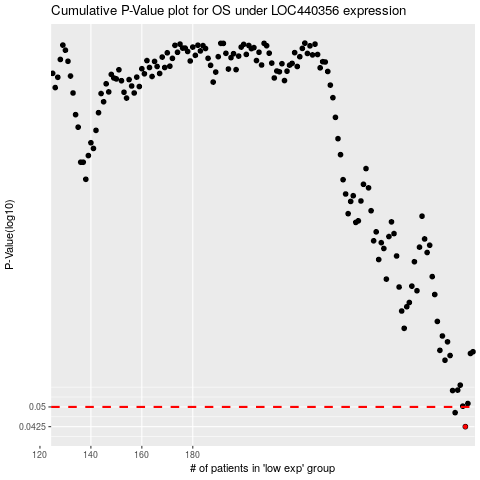 Cumulative P-Value plot for OS under LOC440356 expression
P-Value(log10)
0.05
0.0425
120 140 160 180
# of patients in 'low exp' group